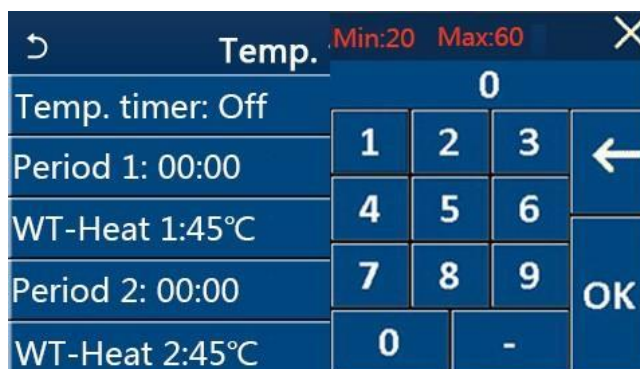 Temp.
Temp. timer: Off
Period 1: 00:00
WT-Heat 1:45℃
Period 2: 00:00
WT-Heat 2:45℃
Min:20 Max:60
0
1 2 3
4 5 6
7 8 9
0 -
OK